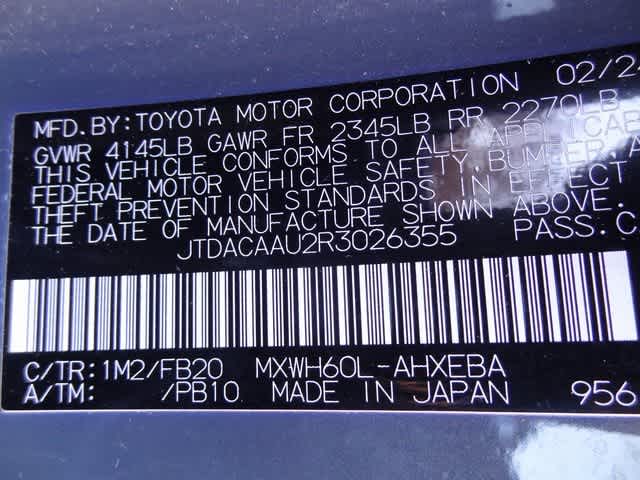 MFD.BY:TOYOTA MOTOR CORPORATION 02/24
GVWR 4145LB GAWR FR 2345LB RR 2270LB
THIS VEHICLE CONFORMS TO ALL
FEDERAL MOTOR VEHICLE SAFETY, BUMPER,
THEFT PREVENTION STANDARDS IN EFFECT
THE DATE OF MANUFACTURE SHOWN ABOVE.
JTDACAAU2R3026355 PASS.
C/TR:1M2/FB20 MXWH60L-AHXEBA
A/TM: /PB10 MADE IN JAPAN 956